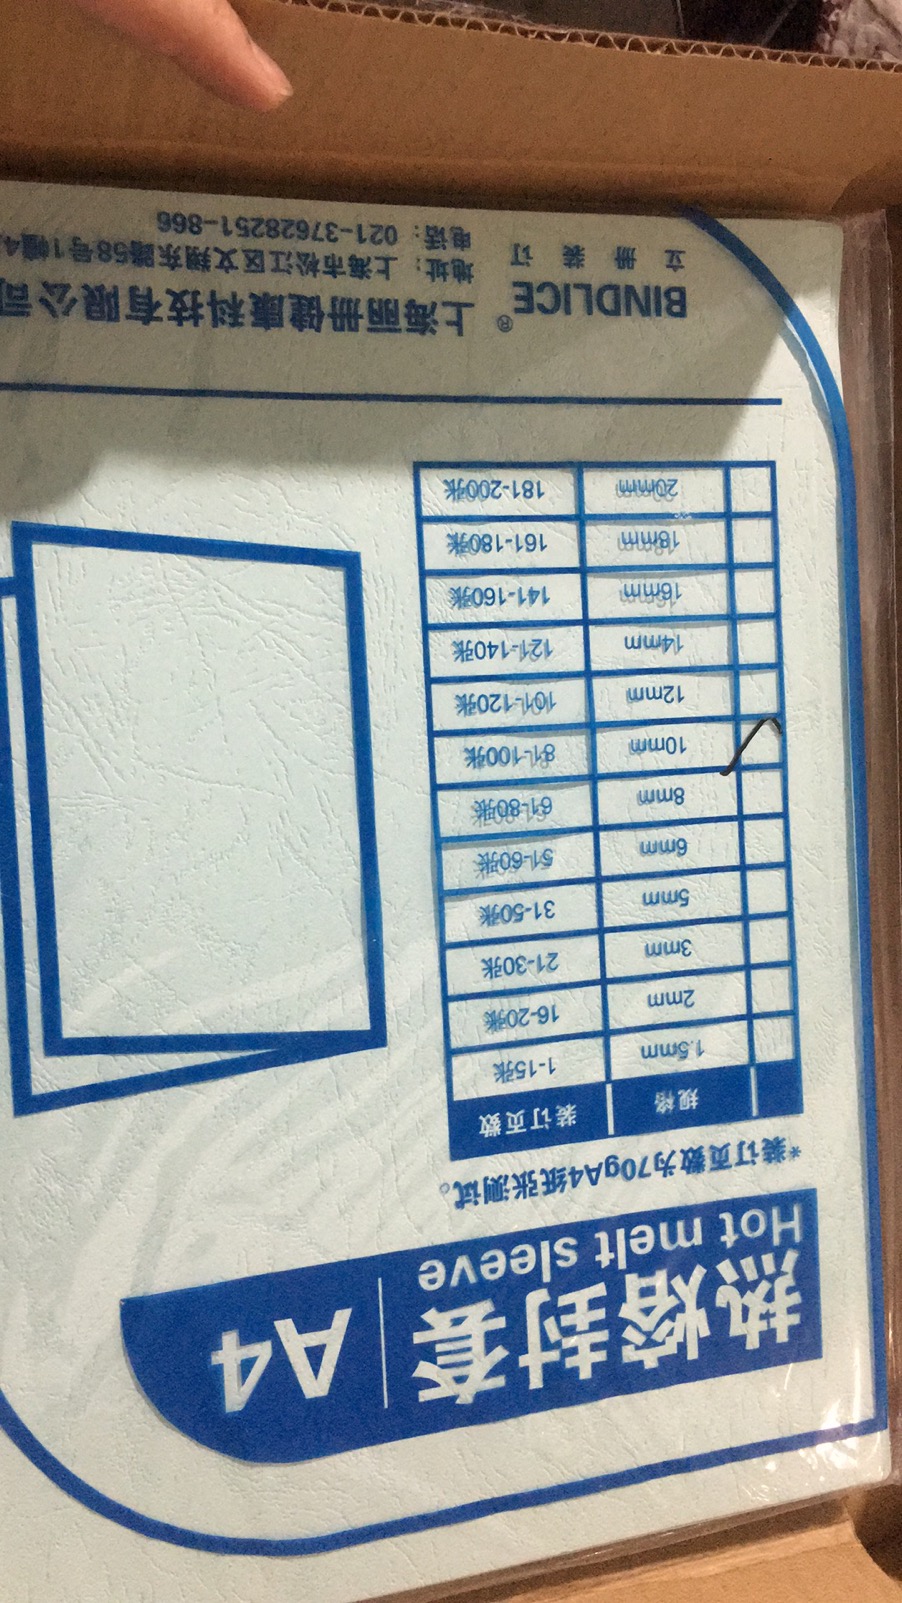 热熔封套 A4
Hot melt sleeve
*装订页数为70gA4纸张测试。
规格 装订页数
1.5mm 1-15张
2mm 16-20张
3mm 21-30张
5mm 31-50张
6mm 51-60张
8mm 61-80张
10mm 81-100张
12mm 101-120张
14mm 121-140张
16mm 141-160张
18mm 161-180张
20mm 181-200张
BINDLICE®
立册装订
上海丽册健康科技有限公司
地址：上海市松江区文翔东路58号1幢4
电话：021-37628251-866